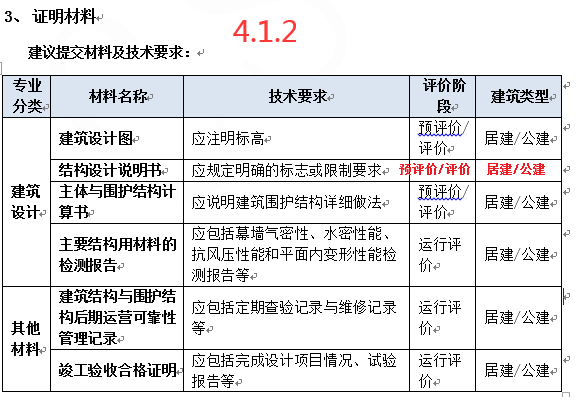 3、 证明材料
4.1.2
建议提交材料及技术要求：
专业分类 材料名称 技术要求 评价阶段 建筑类型
建筑设计 建筑设计图 应注明标高 预评价/评价 居建/公建
结构设计说明书 应规定明确的标志或限制要求 预评价/评价 居建/公建
主体与围护结构计算书 应说明建筑围护结构详细做法 预评价/评价 居建/公建
主要结构用材料的检测报告 应包括幕墙气密性、水密性能、抗风压性能和平面内变形性能检测报告等 运行评价 居建/公建
其他材料 建筑结构与围护结构后期运营可靠性管理记录 应包括定期查验记录与维修记录等 运行评价 居建/公建
竣工验收合格证明 应包括完成设计项目情况、试验报告等 运行评价 居建/公建